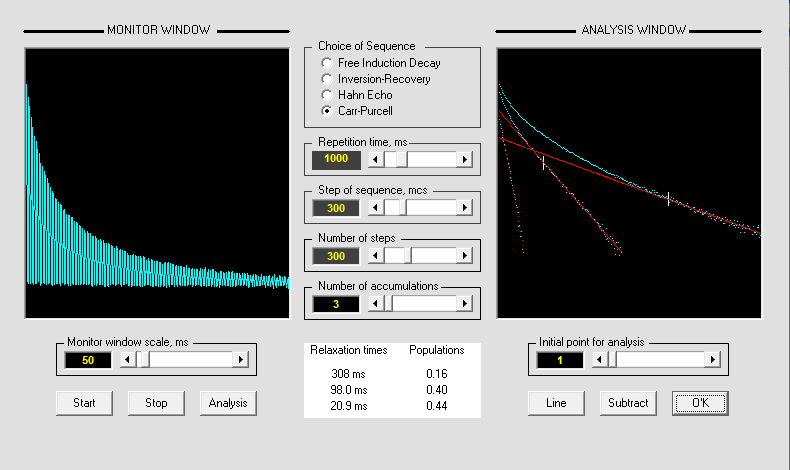 MONITOR WINDOW
Choice of Sequence
Free Induction Decay
Inversion-Recovery
Hahn Echo
Carr-Purcell
Repetition time, ms
1000
Step of sequence, mcs
300
Number of steps
300
Number of accumulations
3
ANALYSIS WINDOW
Monitor window scale, ms
50
Start Stop Analysis
Relaxation times Populations
308 ms 0.16
98.0 ms 0.40
20.9 ms 0.44
Initial point for analysis
1
Line Subtract O'K